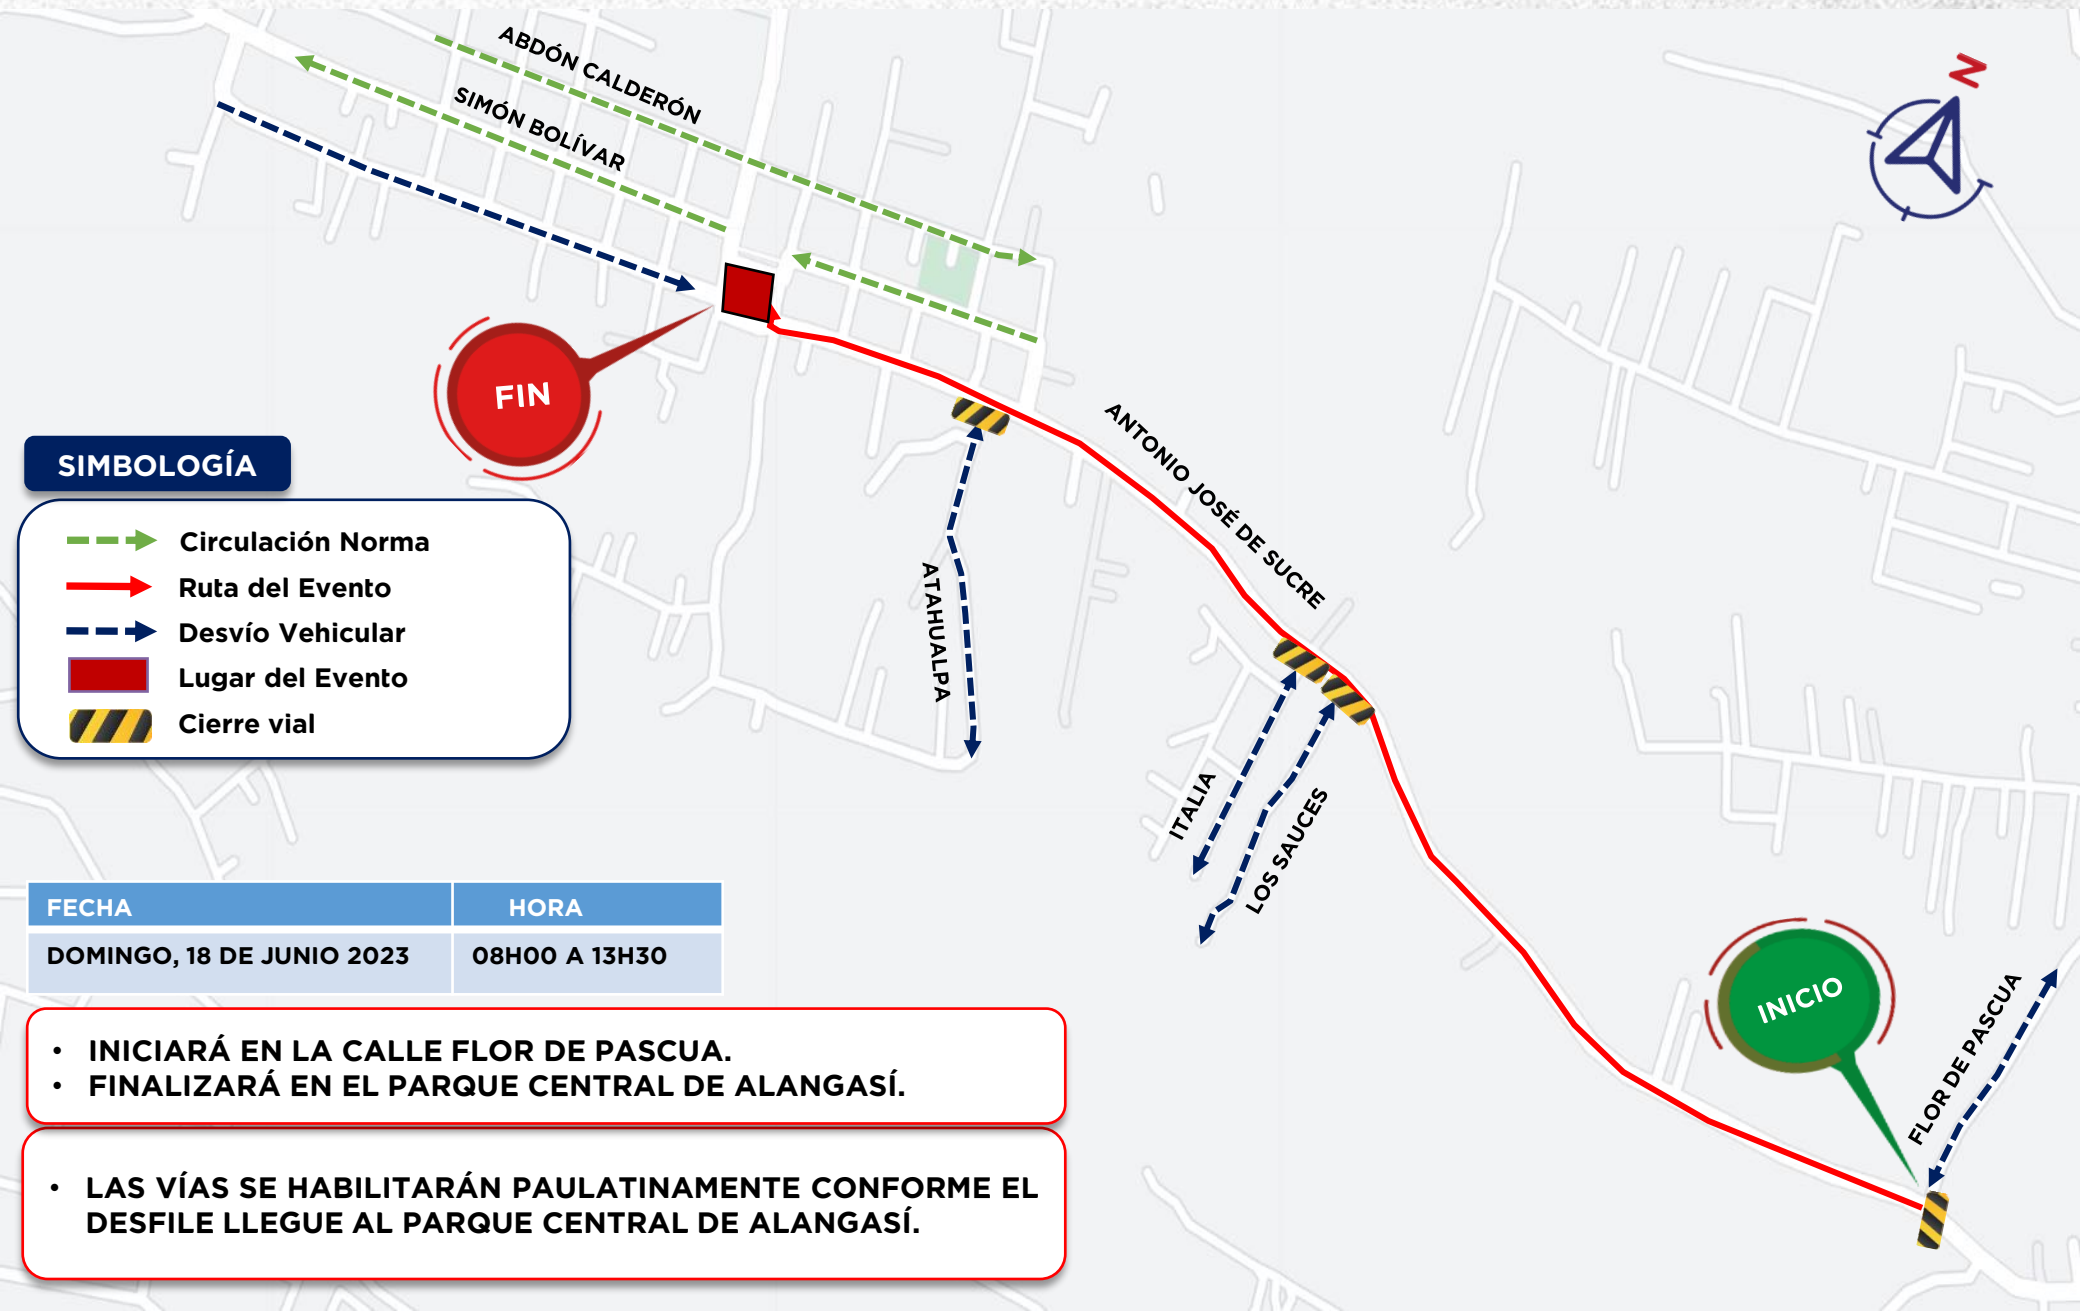 ABDÓN CALDERÓN
SIMÓN BOLÍVAR
N
FIN
ANTONIO JOSÉ DE SUCRE
SIMBOLOGÍA
Circulación Norma
Ruta del Evento
Desvío Vehicular
Lugar del Evento
Cierre vial
ATAHUALPA
ITALIA
LOS SAUCES
FECHA HORA
DOMINGO, 18 DE JUNIO 2023 08H00 A 13H30
INICIO
FLOR DE PASCUA
• INICIARÁ EN LA CALLE FLOR DE PASCUA.
• FINALIZARÁ EN EL PARQUE CENTRAL DE ALANGASÍ.
• LAS VÍAS SE HABILITARÁN PAULATINAMENTE CONFORME EL
DESFILE LLEGUE AL PARQUE CENTRAL DE ALANGASÍ.